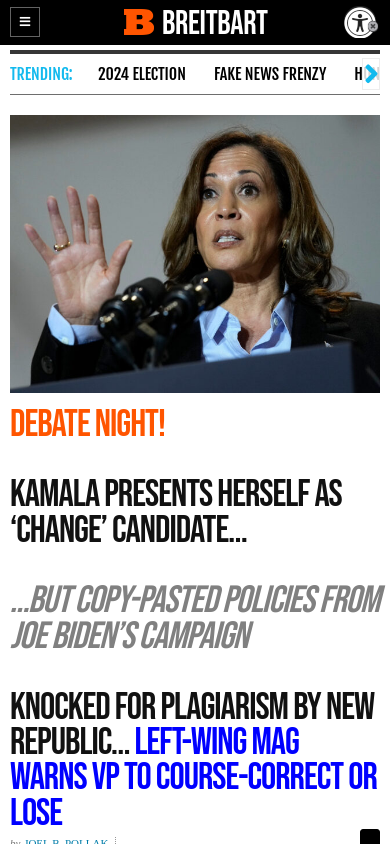 BREITBART
TRENDING: 2024 ELECTION FAKE NEWS FRENZY H
DEBATE NIGHT!
KAMALA PRESENTS HERSELF AS
‘CHANGE’ CANDIDATE…
…BUT COPY-PASTED POLICIES FROM
JOE BIDEN’S CAMPAIGN
KNOCKED FOR PLAGIARISM BY NEW
REPUBLIC… LEFT-WING MAG
WARNS VP TO COURSE-CORRECT OR
LOSE
by JOEL B. POLLAK